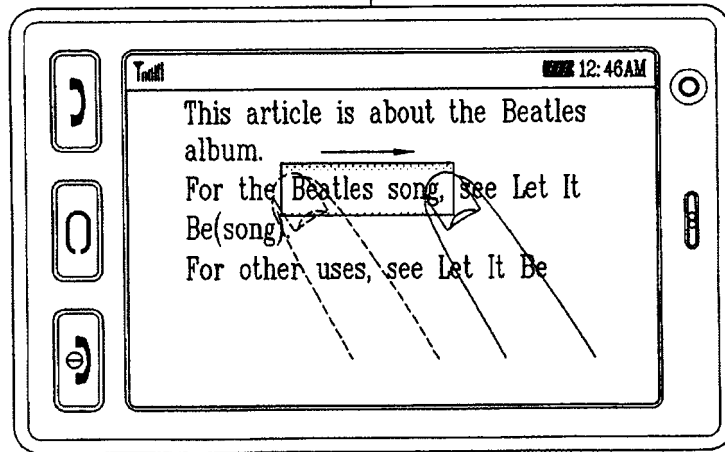 12:46AM
This article is about the Beatles
album.
For the Beatles song, see Let It
Be(song)
For other uses, see Let It Be